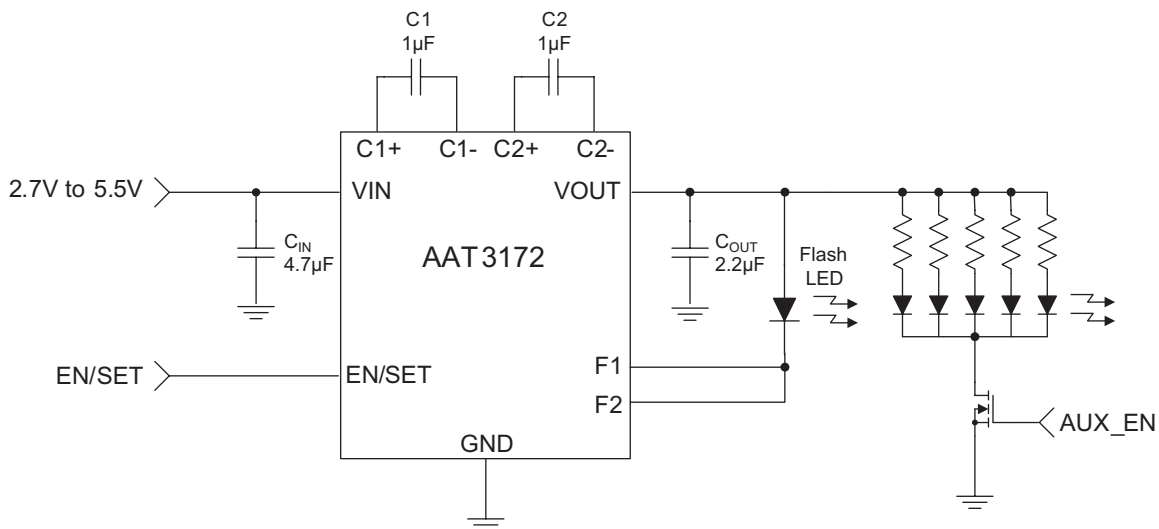 C1
1µF
C2
1µF
C1+
C1-
C2+
C2-
2.7V to 5.5V
VIN
VOUT
CIN
4.7µF
AAT3172
COUT
2.2µF
Flash
LED
EN/SET
EN/SET
F1
F2
GND
AUX_EN